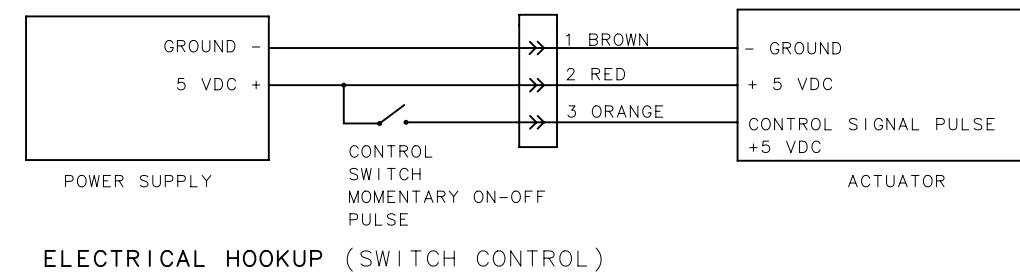 GROUND -
1 BROWN
- GROUND
5 VDC +
2 RED
+ 5 VDC
3 ORANGE
CONTROL SIGNAL PULSE
+5 VDC
CONTROL
SWITCH
MOMENTARY ON-OFF
PULSE
POWER SUPPLY
ACTUATOR
ELECTRICAL HOOKUP (SWITCH CONTROL)